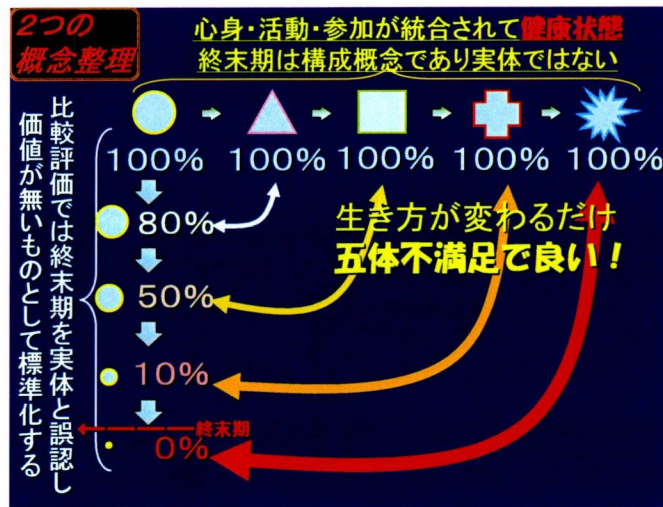 2つの
概念整理
心身・活動・参加が統合されて健康状態
終末期は構成概念であり実体ではない
比較評価では終末期を実体と誤認し
価値が無いものとして標準化する
100% 100% 100% 100% 100%
80%
生き方が変わるだけ
五体不満足で良い！
50%
10%
終末期
0%